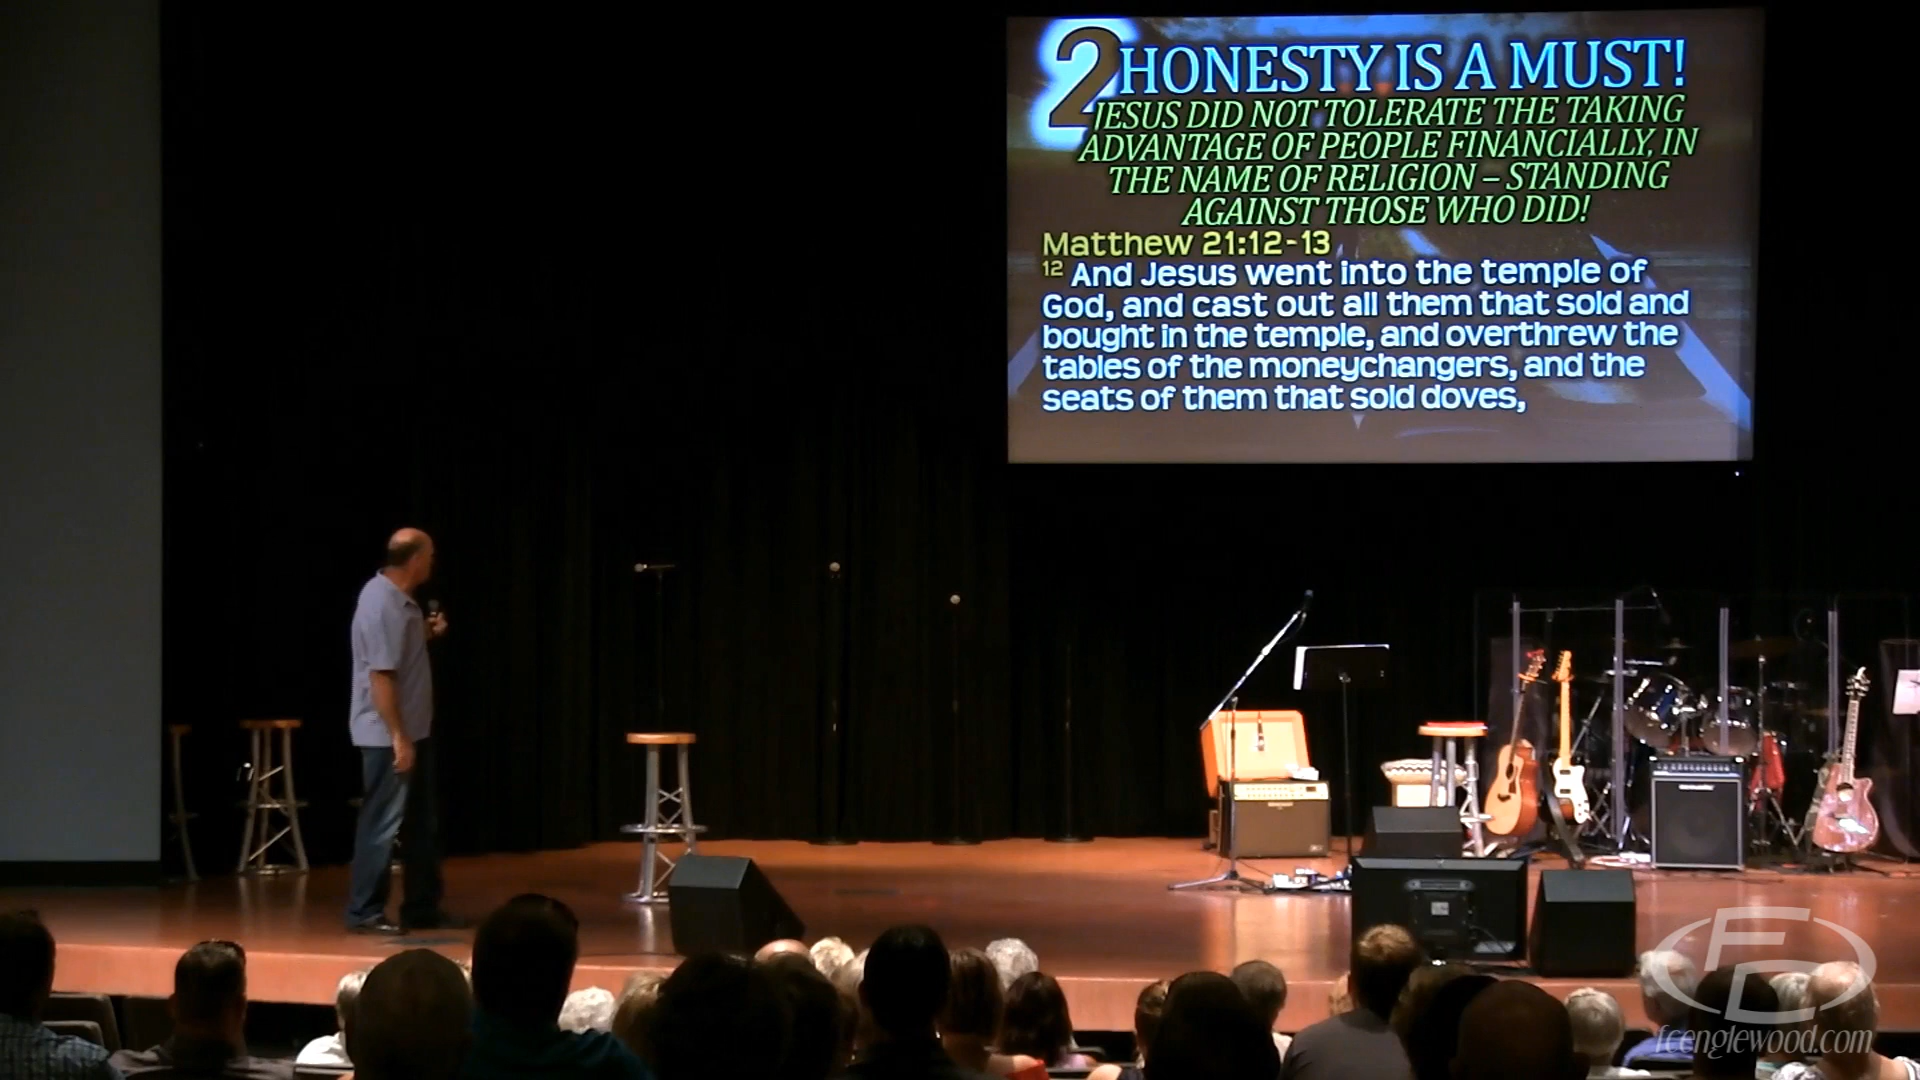 2 HONESTY IS A MUST!
JESUS DID NOT TOLERATE THE TAKING
ADVANTAGE OF PEOPLE FINANCIALLY, IN
THE NAME OF RELIGION – STANDING
AGAINST THOSE WHO DID!
Matthew 21:12-13
12 And Jesus went into the temple of
God, and cast out all them that sold and
bought in the temple, and overthrew the
tables of the moneychangers, and the
seats of them that sold doves,
FC
fcenglewood.com